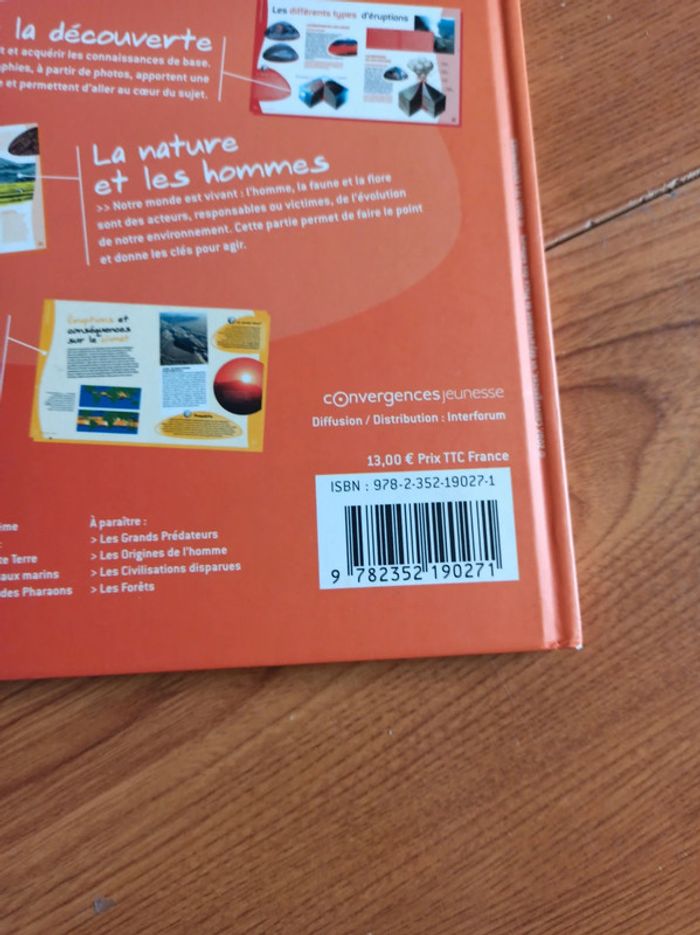 la découverte
t et acquérir les connaissances de base.
phies, à partir de photos, apportent une
e et permettent d'aller au cœur du sujet.
Les différents types d'éruptions
La nature
et les hommes
>> Notre monde est vivant : l'homme, la faune et la flore
sont des acteurs, responsables ou victimes, de l'évolution
de notre environnement. Cette partie permet de faire le point
et donne les clés pour agir.
Éruptions et
conséquences
sur le climat
convergences jeunesse
Diffusion / Distribution : Interforum
13,00 € Prix TTC France
ISBN : 978-2-352-19027-1
9 782352 190271
ème
:
te Terre
aux marins
des Pharaons
À paraître :
> Les Grands Prédateurs
> Les Origines de l'homme
> Les Civilisations disparues
> Les Forêts